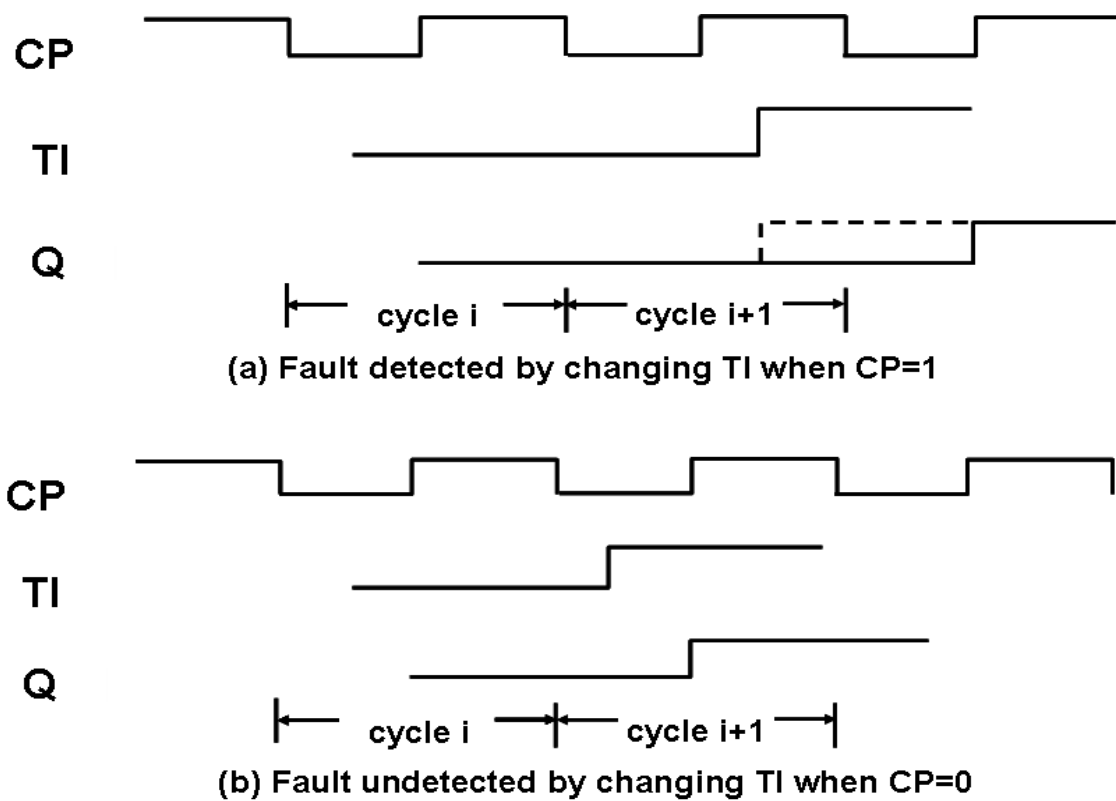 CP
TI
Q
cycle i
cycle i+1
(a) Fault detected by changing TI when CP=1
CP
TI
Q
cycle i
cycle i+1
(b) Fault undetected by changing TI when CP=0